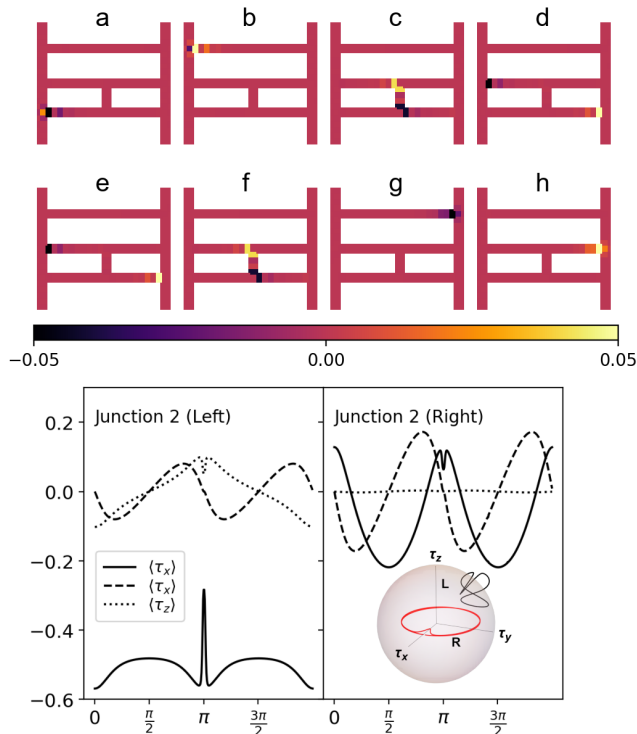 a b c d
e f g h
−0.05 0.00 0.05
Junction 2 (Left) Junction 2 (Right)
0.2
0.0
−0.2
−0.4
−0.6
⟨τx⟩
⟨τx⟩
⟨τz⟩
τz
L
τy
τx
R
0 π/2 π 3π/2 0 π/2 π 3π/2